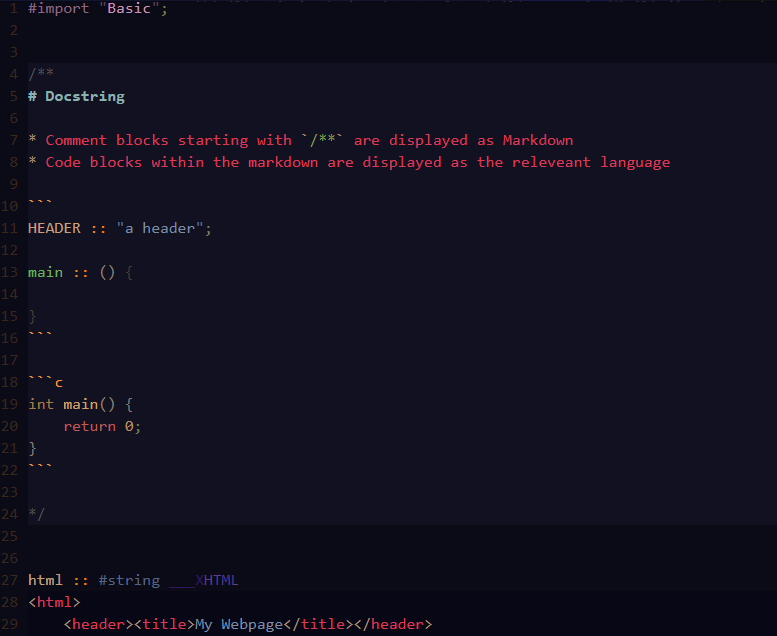 1 #import "Basic";
2
3
4 /**
5 # Docstring
6
7 * Comment blocks starting with `/**` are displayed as Markdown
8 * Code blocks within the markdown are displayed as the releveant language
9
10 ```
11 HEADER :: "a header";
12
13 main :: () {
14
15 }
16 ```
17
18 ```c
19 int main() {
20     return 0;
21 }
22 ```
23
24 */
25
26
27 html :: #string ___XHTML
28 <html>
29     <header><title>My Webpage</title></header>